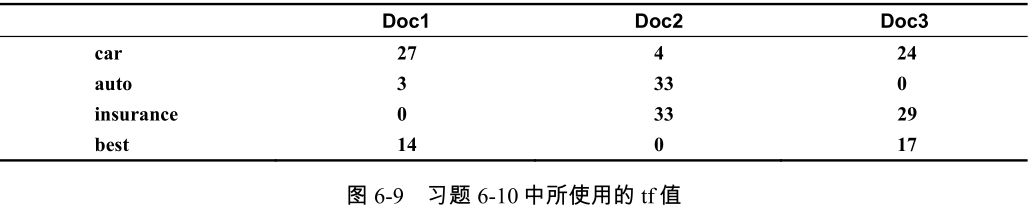 Doc1 Doc2 Doc3
car 27 4 24
auto 3 33 0
insurance 0 33 29
best 14 0 17
图 6-9 习题 6-10 中所使用的 tf 值